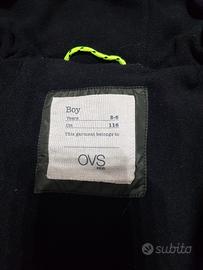 Boy
Years 5-6
Cm 116
This garment belongs to
OVS
KIDS
subito